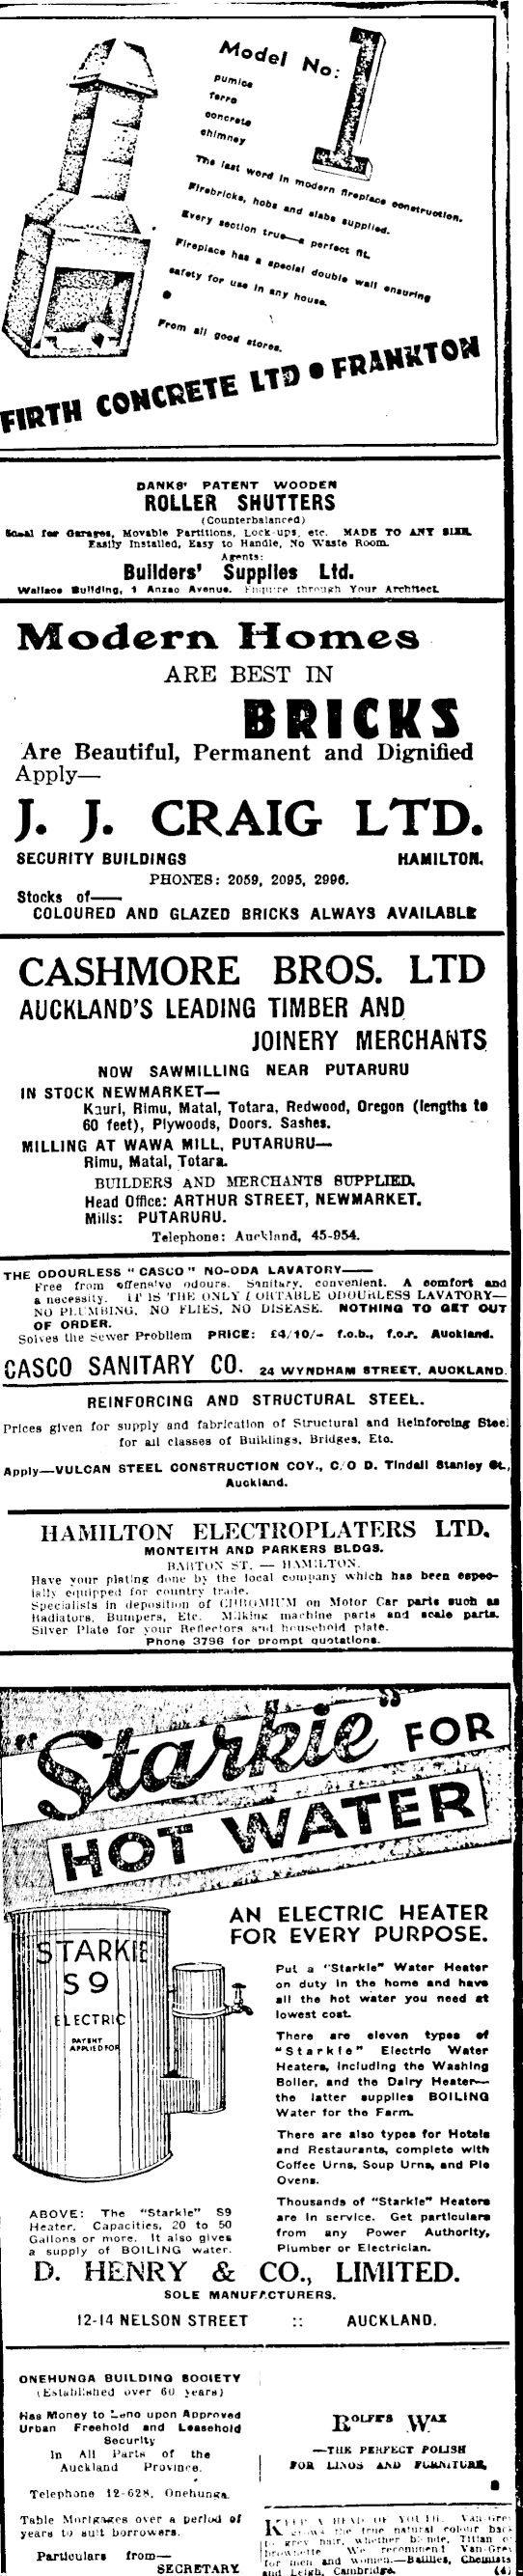 Model No: 1
pumice
ferro
concrete
chimney
The last word in modern fireplace construction.
Firebricks, hobs and slabs supplied.
Every section true—a perfect fit.
Fireplace has a special double wall ensuring
safety for use in any house.
From all good stores.
FIRTH CONCRETE LTD • FRANKTON
DANKS' PATENT WOODEN
ROLLER SHUTTERS
(Counterbalanced)
Ideal for Garages, Movable Partitions, Lock-ups, etc. MADE TO ANY SIZE.
Easily Installed, Easy to Handle, No Waste Room.
Agents:
Builders' Supplies Ltd.
Wallace Building, 1 Anzac Avenue. Enquire through Your Architect.
Modern Homes
ARE BEST IN
BRICKS
Are Beautiful, Permanent and Dignified
Apply—
J. J. CRAIG LTD.
SECURITY BUILDINGS HAMILTON.
PHONES: 2059, 2095, 2996.
Stocks of—
COLOURED AND GLAZED BRICKS ALWAYS AVAILABLE
CASHMORE BROS. LTD
AUCKLAND'S LEADING TIMBER AND
JOINERY MERCHANTS
NOW SAWMILLING NEAR PUTARURU
IN STOCK NEWMARKET—
Kauri, Rimu, Matai, Totara, Redwood, Oregon (lengths to
60 feet), Plywoods, Doors. Sashes.
MILLING AT WAWA MILL, PUTARURU—
Rimu, Matai, Totara.
BUILDERS AND MERCHANTS SUPPLIED.
Head Office: ARTHUR STREET, NEWMARKET.
Mills: PUTARURU.
Telephone: Auckland, 45-954.
THE ODOURLESS "CASCO" NO-ODA LAVATORY——
Free from offensive odours. Sanitary, convenient. A comfort and
a necessity. IT IS THE ONLY PORTABLE ODOURLESS LAVATORY—
NO PLUMBING, NO FLIES, NO DISEASE. NOTHING TO GET OUT
OF ORDER.
Solves the Sewer Probllem PRICE: £4/10/- f.o.b., f.o.r. Auckland.
CASCO SANITARY CO. 24 WYNDHAM STREET, AUCKLAND.
REINFORCING AND STRUCTURAL STEEL.
Prices given for supply and fabrication of Structural and Reinforcing Steel
for all classes of Buildings, Bridges, Etc.
Apply—VULCAN STEEL CONSTRUCTION COY., C/O D. Tindall Stanley St.,
Auckland.
HAMILTON ELECTROPLATERS LTD.
MONTEITH AND PARKERS BLDGS.
BARTON ST. — HAMILTON.
Have your plating done by the local company which has been espec-
ially equipped for country trade.
Specialists in deposition of CHROMIUM on Motor Car parts such as
Radiators, Bumpers, Etc. Milking machine parts and scale parts.
Silver Plate for your Reflectors and household plate.
Phone 3796 for prompt quotations.
"Starkie" FOR
HOT WATER
AN ELECTRIC HEATER
FOR EVERY PURPOSE.
STARKIE
S9
ELECTRIC
PATENT
APPLIED FOR
Put a "Starkie" Water Heater
on duty in the home and have
all the hot water you need at
lowest cost.
There are eleven types of
"Starkie" Electric Water
Heaters, including the Washing
Boiler, and the Dairy Heater—
the latter supplies BOILING
Water for the Farm.
There are also types for Hotels
and Restaurants, complete with
Coffee Urns, Soup Urns, and Pie
Ovens.
Thousands of "Starkie" Heaters
are in service. Get particulars
from any Power Authority,
Plumber or Electrician.
ABOVE: The "Starkie" S9
Heater. Capacities, 20 to 50
Gallons or more. It also gives
a supply of BOILING water.
D. HENRY & CO., LIMITED.
SOLE MANUFACTURERS.
12-14 NELSON STREET :: AUCKLAND.
ONEHUNGA BUILDING SOCIETY
(Established over 60 years)
Has Money to Lend upon Approved
Urban Freehold and Leasehold
Security
In All Parts of the
Auckland Province.
Telephone 12-628, Onehunga.
Table Mortgages over a period of
years to suit borrowers.
Particulars from—
SECRETARY
ROLFE'S WAX
—THE PERFECT POLISH
FOR LINOS AND FURNITURE.
KEEP A HEAD OF YOUTH. Van-Grey
grows the true natural colour back
to grey hair, whether blonde, Titian or
brownette We recommend Van-Grey
for men and women.—Baillies, Chemists
and Leigh, Cambridge. (4)